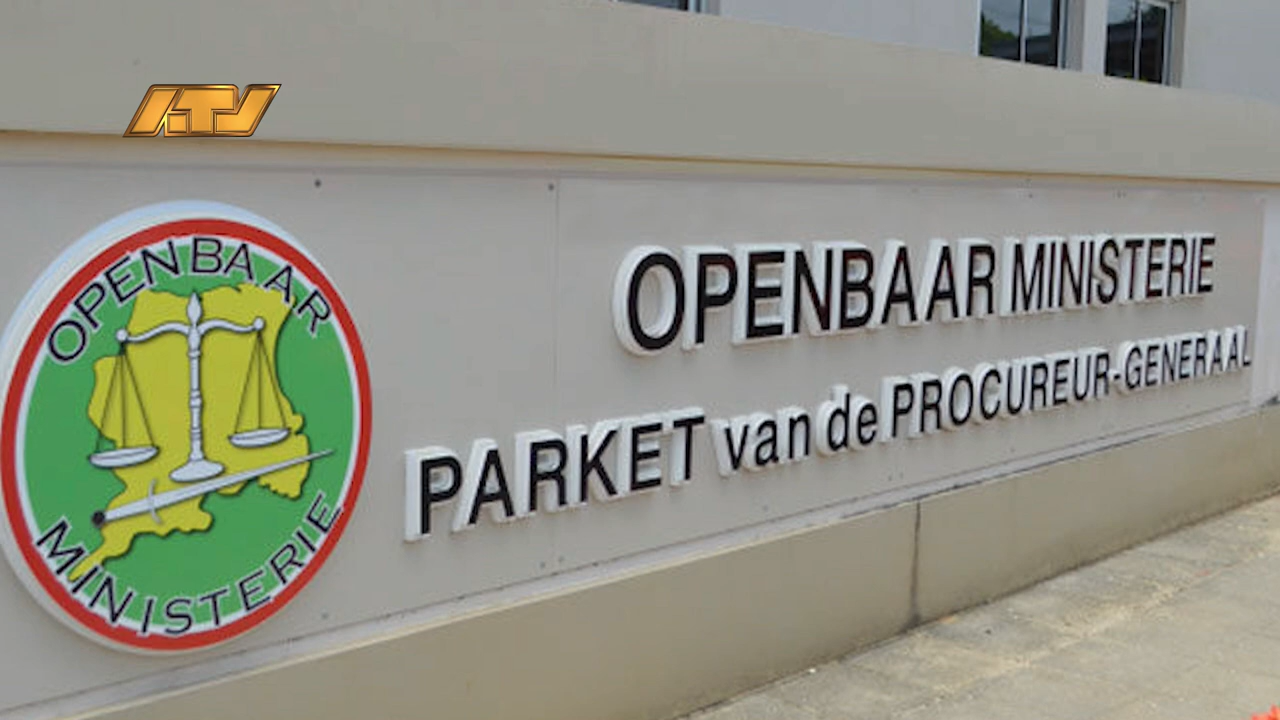 ATV
OPENBAAR
MINISTERIE
OPENBAAR MINISTERIE
PARKET van de PROCUREUR-GENERAAL